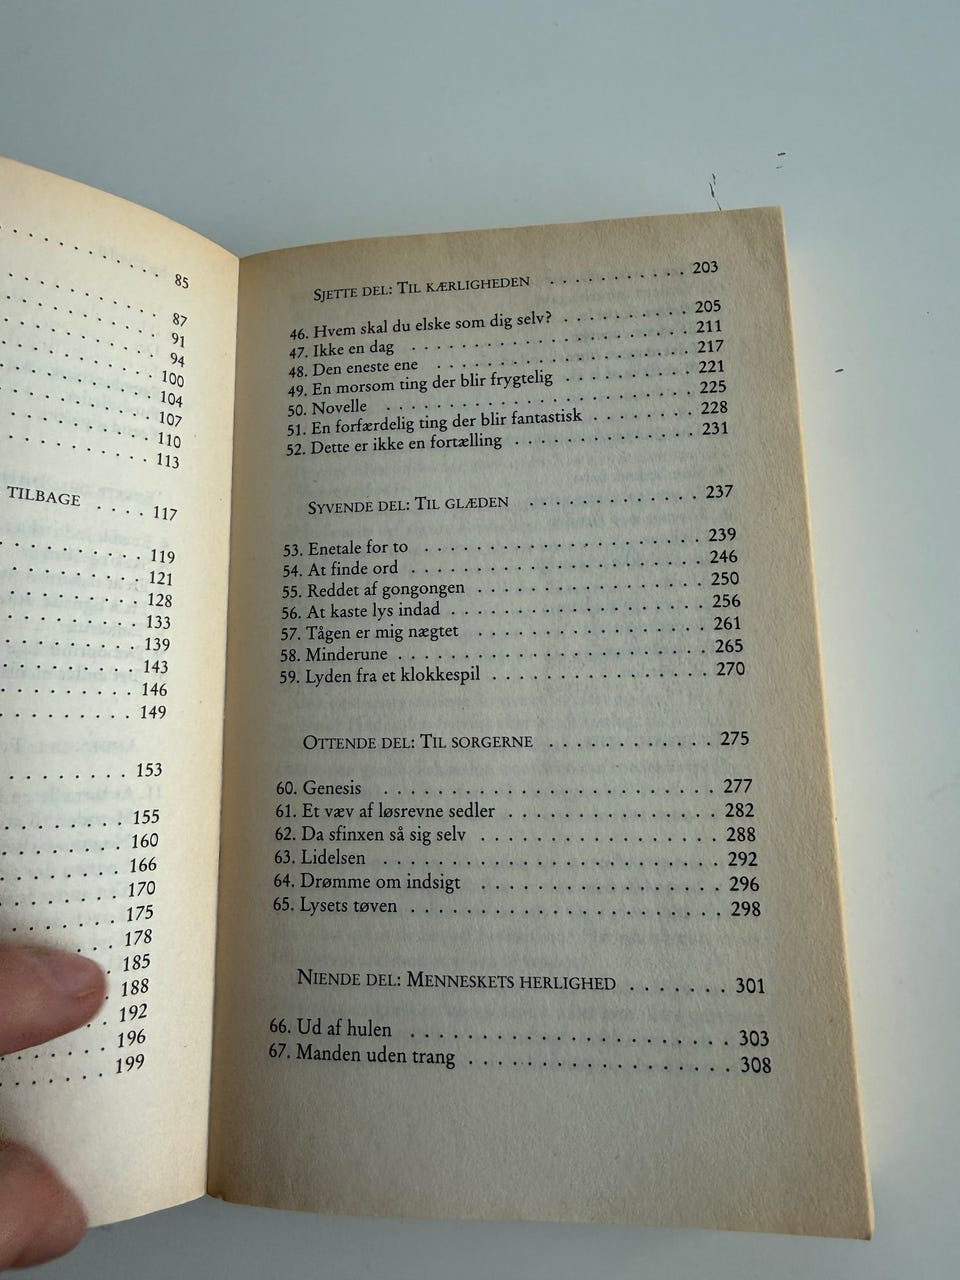 85
87
91
94
100
104
107
110
113
TILBAGE . . . . 117
119
121
128
133
139
143
146
149
153
155
160
166
170
175
178
185
188
192
196
199
SJETTE DEL: TIL KÆRLIGHEDEN . . . . . . . . . . 203
46. Hvem skal du elske som dig selv? . . . . . . . . . 205
47. Ikke en dag . . . . . . . . . . . . . . . . . . . 211
48. Den eneste ene . . . . . . . . . . . . . . . . . 217
49. En morsom ting der blir frygtelig . . . . . . . . . 221
50. Novelle . . . . . . . . . . . . . . . . . . . . . 225
51. En forfærdelig ting der blir fantastisk . . . . . . . . 228
52. Dette er ikke en fortælling . . . . . . . . . . . . . 231
SYVENDE DEL: TIL GLÆDEN . . . . . . . . . . . . 237
53. Enetale for to . . . . . . . . . . . . . . . . . . 239
54. At finde ord . . . . . . . . . . . . . . . . . . . 246
55. Reddet af gongongen . . . . . . . . . . . . . . . 250
56. At kaste lys indad . . . . . . . . . . . . . . . . . 256
57. Tågen er mig nægtet . . . . . . . . . . . . . . . 261
58. Minderune . . . . . . . . . . . . . . . . . . . . 265
59. Lyden fra et klokkespil . . . . . . . . . . . . . . . 270
OTTENDE DEL: TIL SORGERNE . . . . . . . . . . . . 275
60. Genesis . . . . . . . . . . . . . . . . . . . . . 277
61. Et væv af løsrevne sedler . . . . . . . . . . . . . . 282
62. Da sfinxen så sig selv . . . . . . . . . . . . . . . 288
63. Lidelsen . . . . . . . . . . . . . . . . . . . . . 292
64. Drømme om indsigt . . . . . . . . . . . . . . . . 296
65. Lysets tøven . . . . . . . . . . . . . . . . . . . 298
NIENDE DEL: MENNESKETS HERLIGHED . . . . . . . 301
66. Ud af hulen . . . . . . . . . . . . . . . . . . . 303
67. Manden uden trang . . . . . . . . . . . . . . . . 308